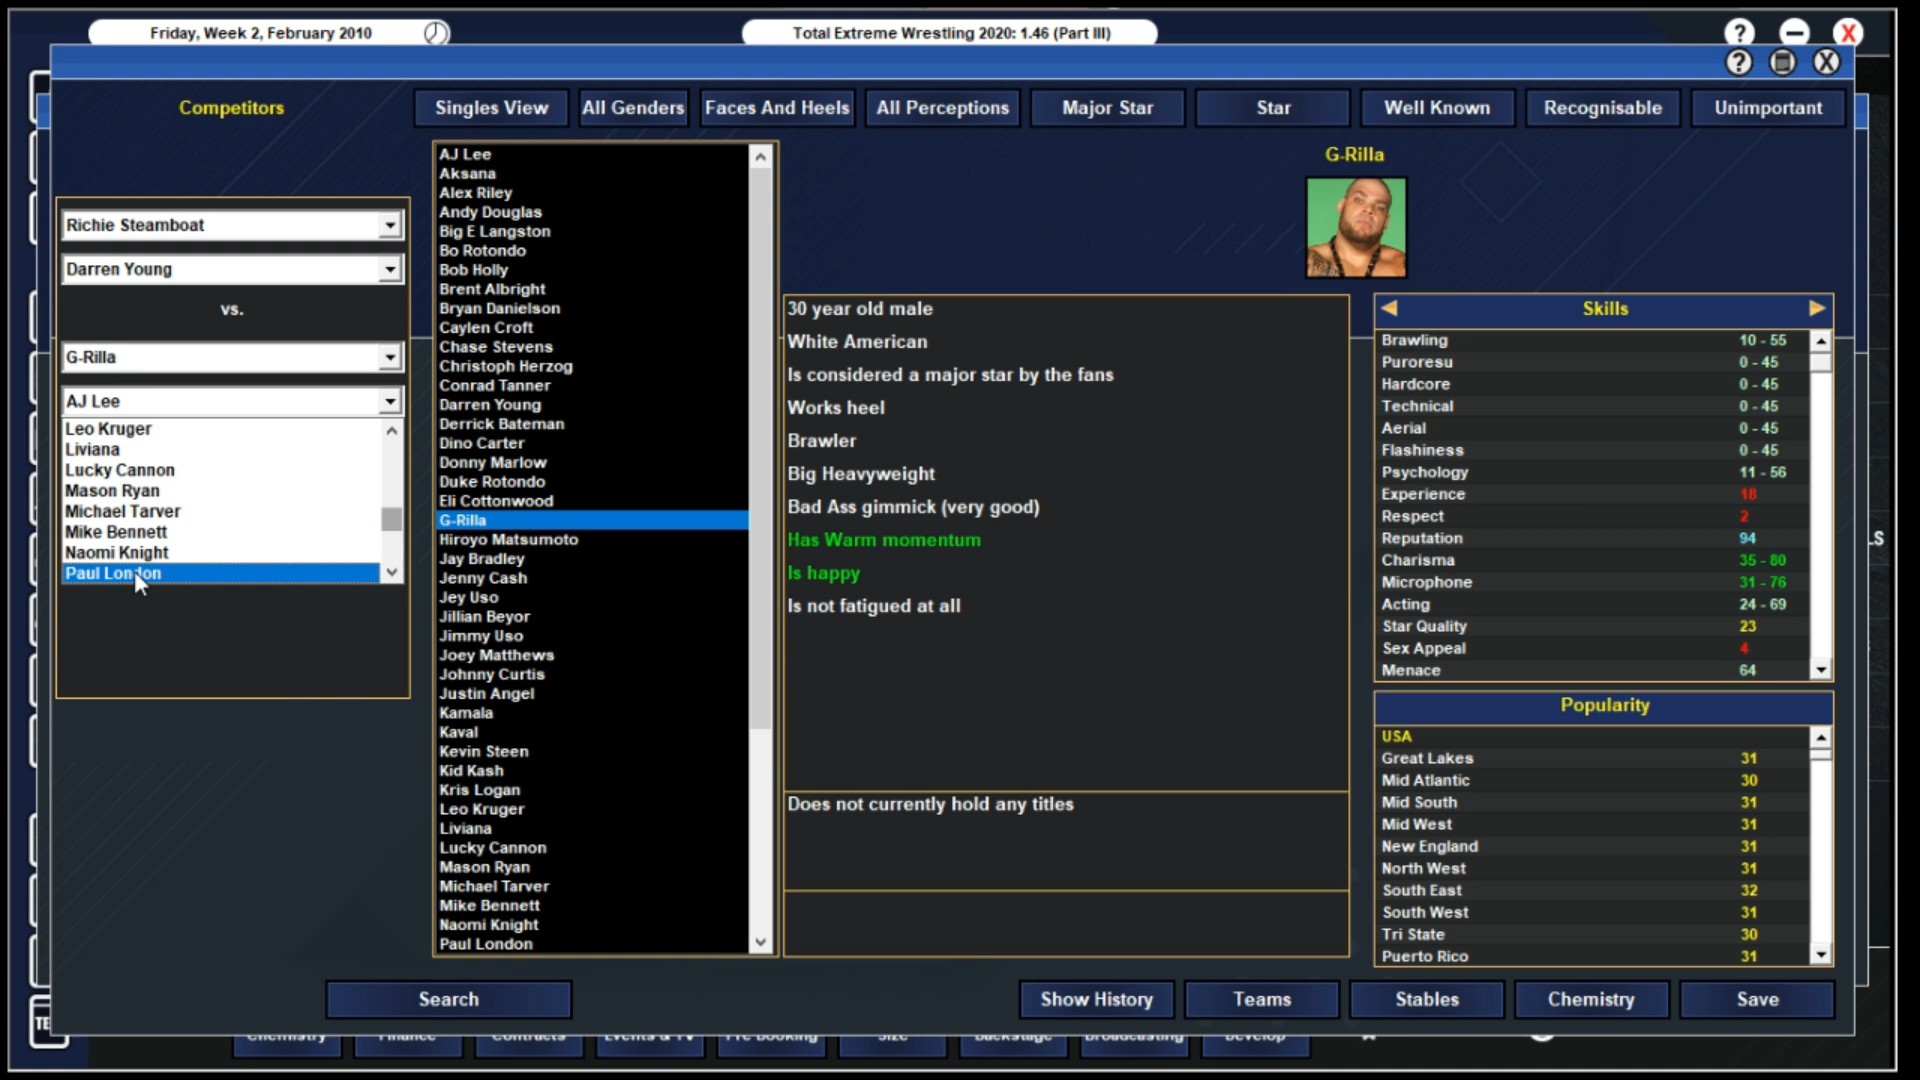 Friday, Week 2, February 2010
Total Extreme Wrestling 2020: 1.46 (Part III)
?
X
?
X
Competitors
Singles View
All Genders
Faces And Heels
All Perceptions
Major Star
Star
Well Known
Recognisable
Unimportant
Richie Steamboat
Darren Young
vs.
G-Rilla
AJ Lee
Leo Kruger
Liviana
Lucky Cannon
Mason Ryan
Michael Tarver
Mike Bennett
Naomi Knight
Paul London
AJ Lee
Aksana
Alex Riley
Andy Douglas
Big E Langston
Bo Rotondo
Bob Holly
Brent Albright
Bryan Danielson
Caylen Croft
Chase Stevens
Christoph Herzog
Conrad Tanner
Darren Young
Derrick Bateman
Dino Carter
Donny Marlow
Duke Rotondo
Eli Cottonwood
G-Rilla
Hiroyo Matsumoto
Jay Bradley
Jenny Cash
Jey Uso
Jillian Beyor
Jimmy Uso
Joey Matthews
Johnny Curtis
Justin Angel
Kamala
Kaval
Kevin Steen
Kid Kash
Kris Logan
Leo Kruger
Liviana
Lucky Cannon
Mason Ryan
Michael Tarver
Mike Bennett
Naomi Knight
Paul London
G-Rilla
30 year old male
White American
Is considered a major star by the fans
Works heel
Brawler
Big Heavyweight
Bad Ass gimmick (very good)
Has Warm momentum
Is happy
Is not fatigued at all
Does not currently hold any titles
Skills
Brawling 10 - 55
Puroresu 0 - 45
Hardcore 0 - 45
Technical 0 - 45
Aerial 0 - 45
Flashiness 0 - 45
Psychology 11 - 56
Experience 18
Respect 2
Reputation 94
Charisma 35 - 80
Microphone 31 - 76
Acting 24 - 69
Star Quality 23
Sex Appeal 4
Menace 64
Popularity
USA
Great Lakes 31
Mid Atlantic 30
Mid South 31
Mid West 31
New England 31
North West 31
South East 32
South West 31
Tri State 30
Puerto Rico 31
LS
Search
Show History
Teams
Stables
Chemistry
Save
TE
Chemistry
Finance
Contracts
Events & TV
Pre Booking
Size
Backstage
Broadcasting
Develop